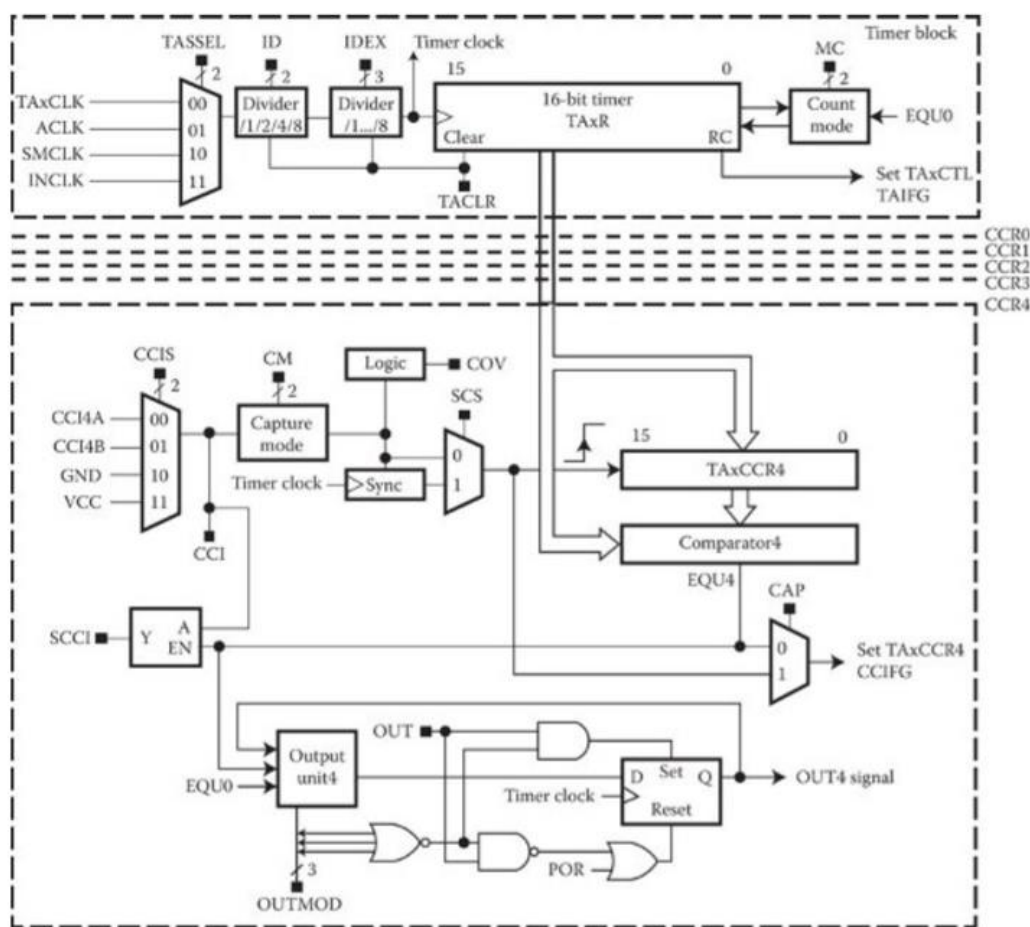 TASSEL
ID
IDEX
Timer clock
MC
Timer block
2
2
3
15
0
2
TAxCLK
ACLK
SMCLK
INCLK
00
01
10
11
Divider
/1/2/4/8
Divider
/1.../8
16-bit timer
TAxR
Clear
RC
Count
mode
EQU0
TACLR
Set TAxCTL
TAIFG
CCR0
CCR1
CCR2
CCR3
CCR4
CCIS
2
CM
2
Logic
COV
SCS
CCI4A
CCI4B
GND
VCC
00
01
10
11
Capture
mode
Timer clock
Sync
0
1
15
0
TAxCCR4
Comparator4
EQU4
CCI
CAP
SCCI
Y
A
EN
0
1
Set TAxCCR4
CCIFG
OUT
Output
unit4
EQU0
D
Set
Q
Timer clock
Reset
OUT4 signal
POR
3
OUTMOD